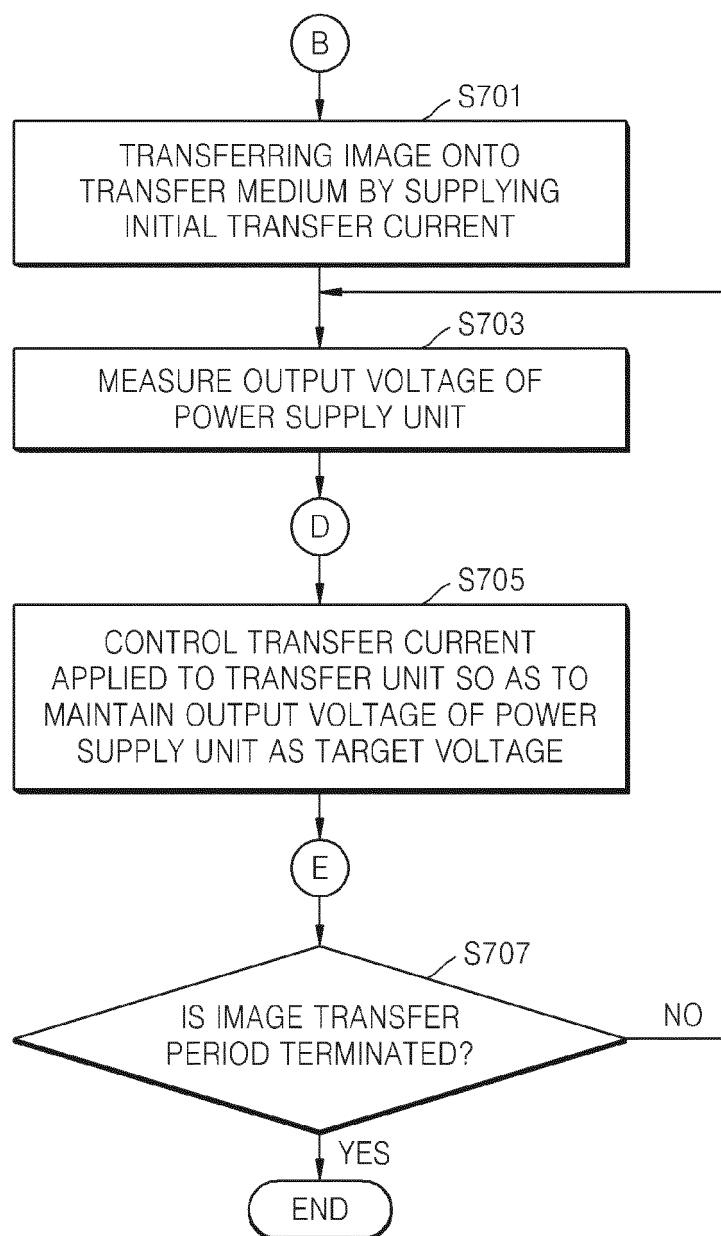 B
S701
TRANSFERRING IMAGE ONTO
TRANSFER MEDIUM BY SUPPLYING
INITIAL TRANSFER CURRENT
S703
MEASURE OUTPUT VOLTAGE OF
POWER SUPPLY UNIT
D
S705
CONTROL TRANSFER CURRENT
APPLIED TO TRANSFER UNIT SO AS TO
MAINTAIN OUTPUT VOLTAGE OF POWER
SUPPLY UNIT AS TARGET VOLTAGE
E
S707
IS IMAGE TRANSFER
PERIOD TERMINATED?
NO
YES
END